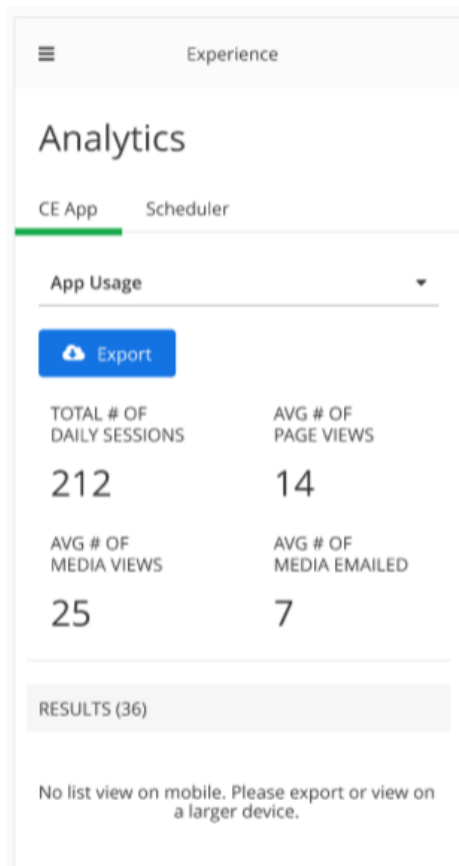 Experience
Analytics
CE App Scheduler
App Usage
Export
TOTAL # OF
DAILY SESSIONS
212
AVG # OF
PAGE VIEWS
14
AVG # OF
MEDIA VIEWS
25
AVG # OF
MEDIA EMAILED
7
RESULTS (36)
No list view on mobile. Please export or view on
a larger device.